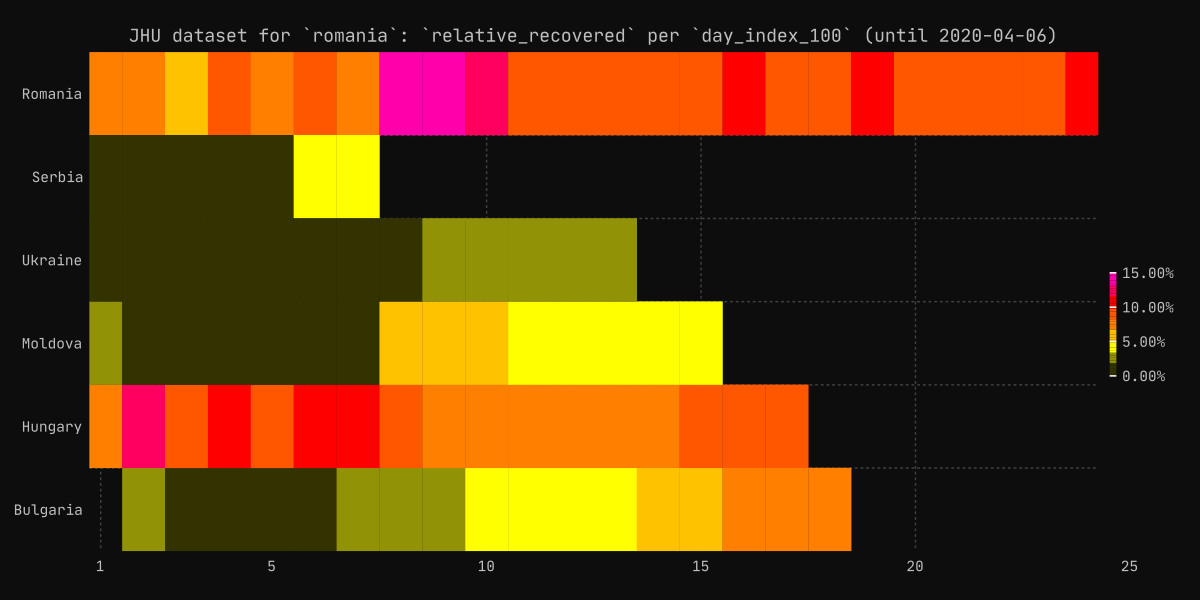 JHU dataset for `romania`: `relative_recovered` per `day_index_100` (until 2020-04-06)
Romania
Serbia
Ukraine
Moldova
Hungary
Bulgaria
15.00%
10.00%
5.00%
0.00%
1 5 10 15 20 25